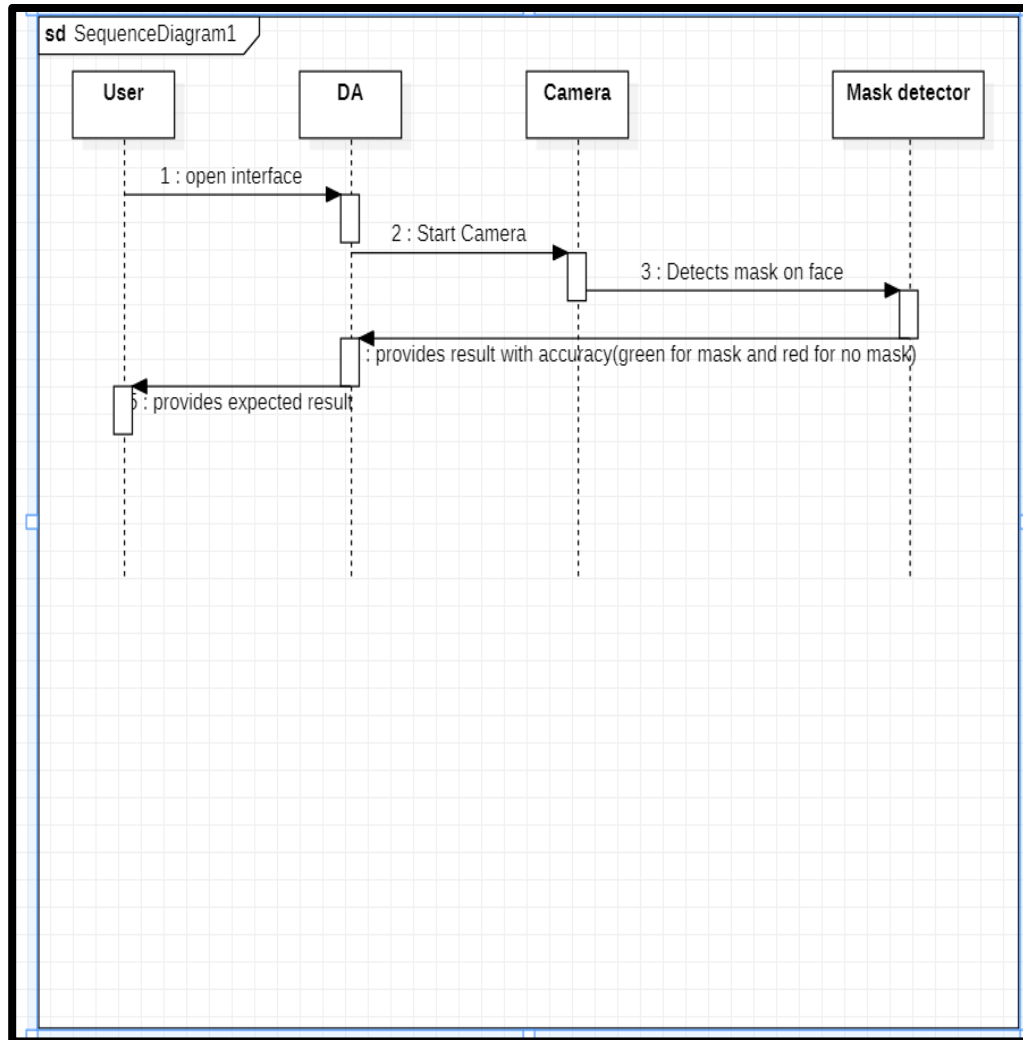 sd SequenceDiagram1
User
DA
Camera
Mask detector
1 : open interface
2 : Start Camera
3 : Detects mask on face
: provides result with accuracy(green for mask and red for no mask)
5 : provides expected result